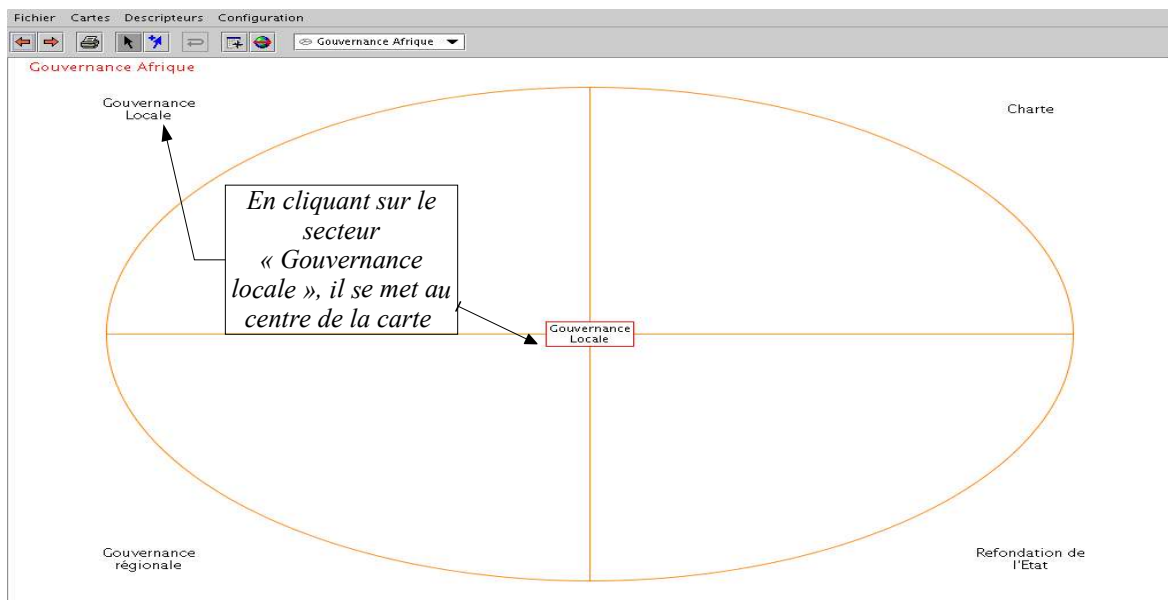 Fichier Cartes Descripteurs Configuration
Gouvernance Afrique
Gouvernance Afrique
Gouvernance
Locale
Charte
En cliquant sur le
secteur
« Gouvernance
locale », il se met au
centre de la carte
Gouvernance
Locale
Gouvernance
régionale
Refondation de
l'Etat